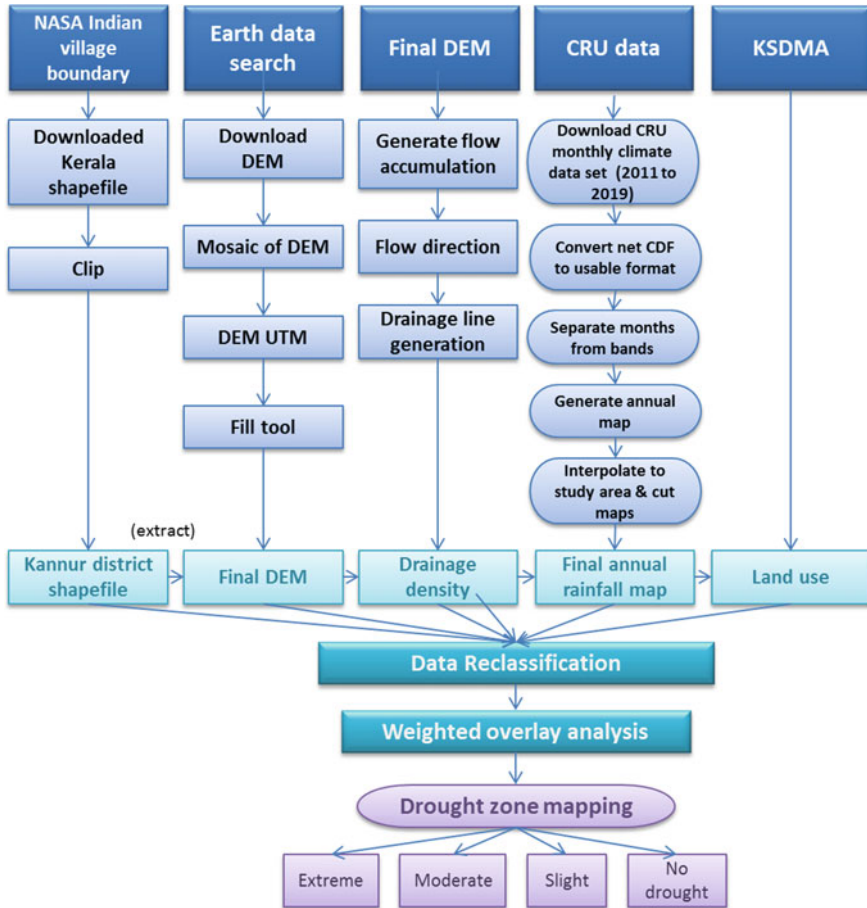 NASA Indian
village
boundary
Earth data
search
Final DEM
CRU data
KSDMA
Downloaded
Kerala
shapefile
Download
DEM
Generate flow
accumulation
Download CRU
monthly climate
data set (2011 to
2019)
Clip
Mosaic of DEM
Flow direction
Convert net CDF
to usable format
DEM UTM
Drainage line
generation
Separate months
from bands
Fill tool
Generate annual
map
Interpolate to
study area & cut
maps
(extract)
Kannur district
shapefile
Final DEM
Drainage
density
Final annual
rainfall map
Land use
Data Reclassification
Weighted overlay analysis
Drought zone mapping
Extreme
Moderate
Slight
No
drought